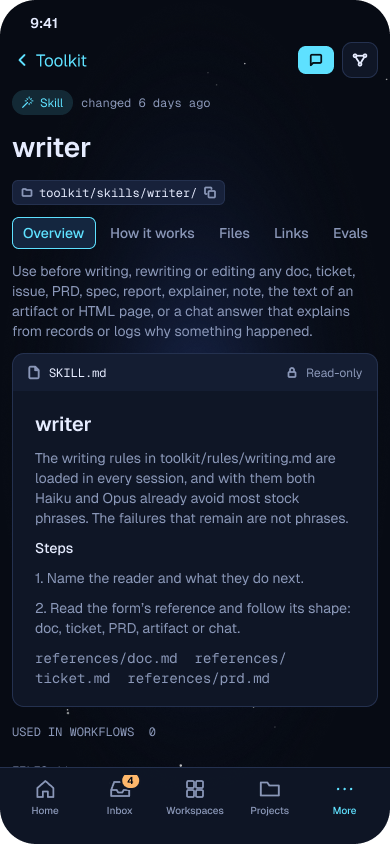 9:41
Toolkit
Skill changed 6 days ago
writer
toolkit/skills/writer/
Overview How it works Files Links Evals
Use before writing, rewriting or editing any doc, ticket,
issue, PRD, spec, report, explainer, note, the text of an
artifact or HTML page, or a chat answer that explains
from records or logs why something happened.
SKILL.md Read-only
writer
The writing rules in toolkit/rules/writing.md are
loaded in every session, and with them both
Haiku and Opus already avoid most stock
phrases. The failures that remain are not phrases.
Steps
1. Name the reader and what they do next.
2. Read the form's reference and follow its shape:
doc, ticket, PRD, artifact or chat.
references/doc.md references/
ticket.md references/prd.md
USED IN WORKFLOWS 0
4
Home Inbox Workspaces Projects More